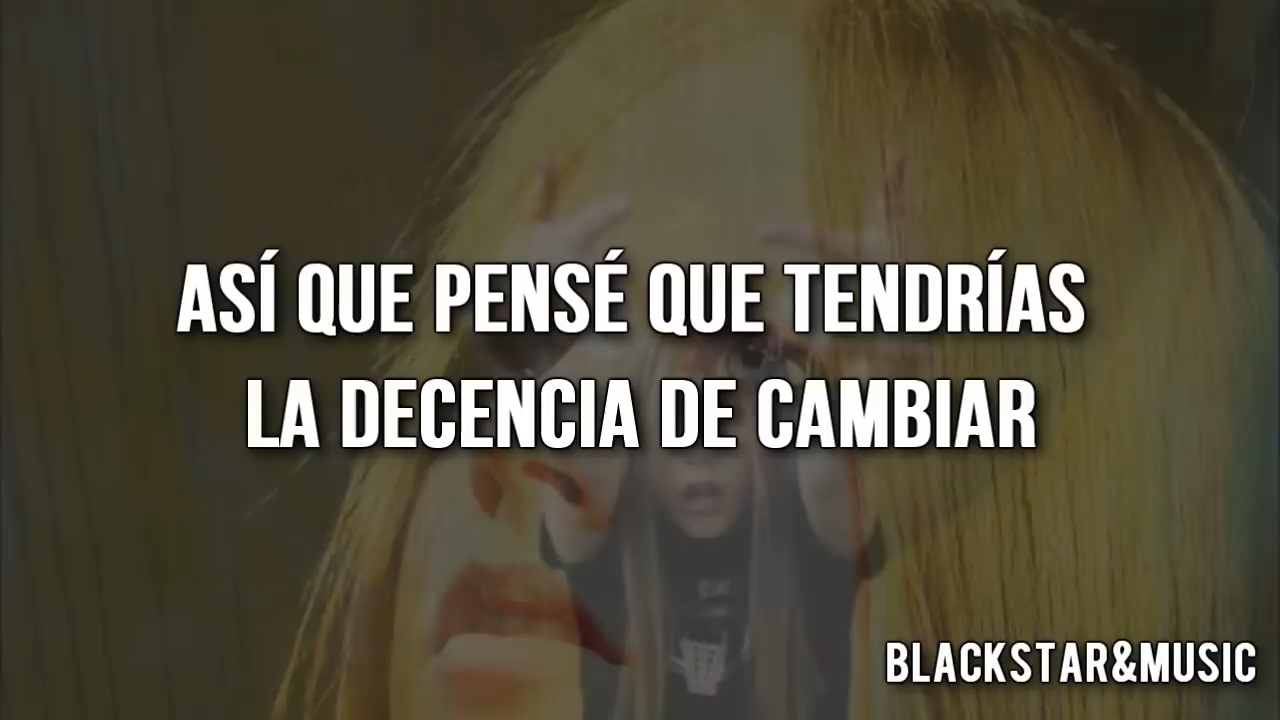 ASÍ QUE PENSÉ QUE TENDRÍAS
LA DECENCIA DE CAMBIAR
BLACKSTAR&MUSIC